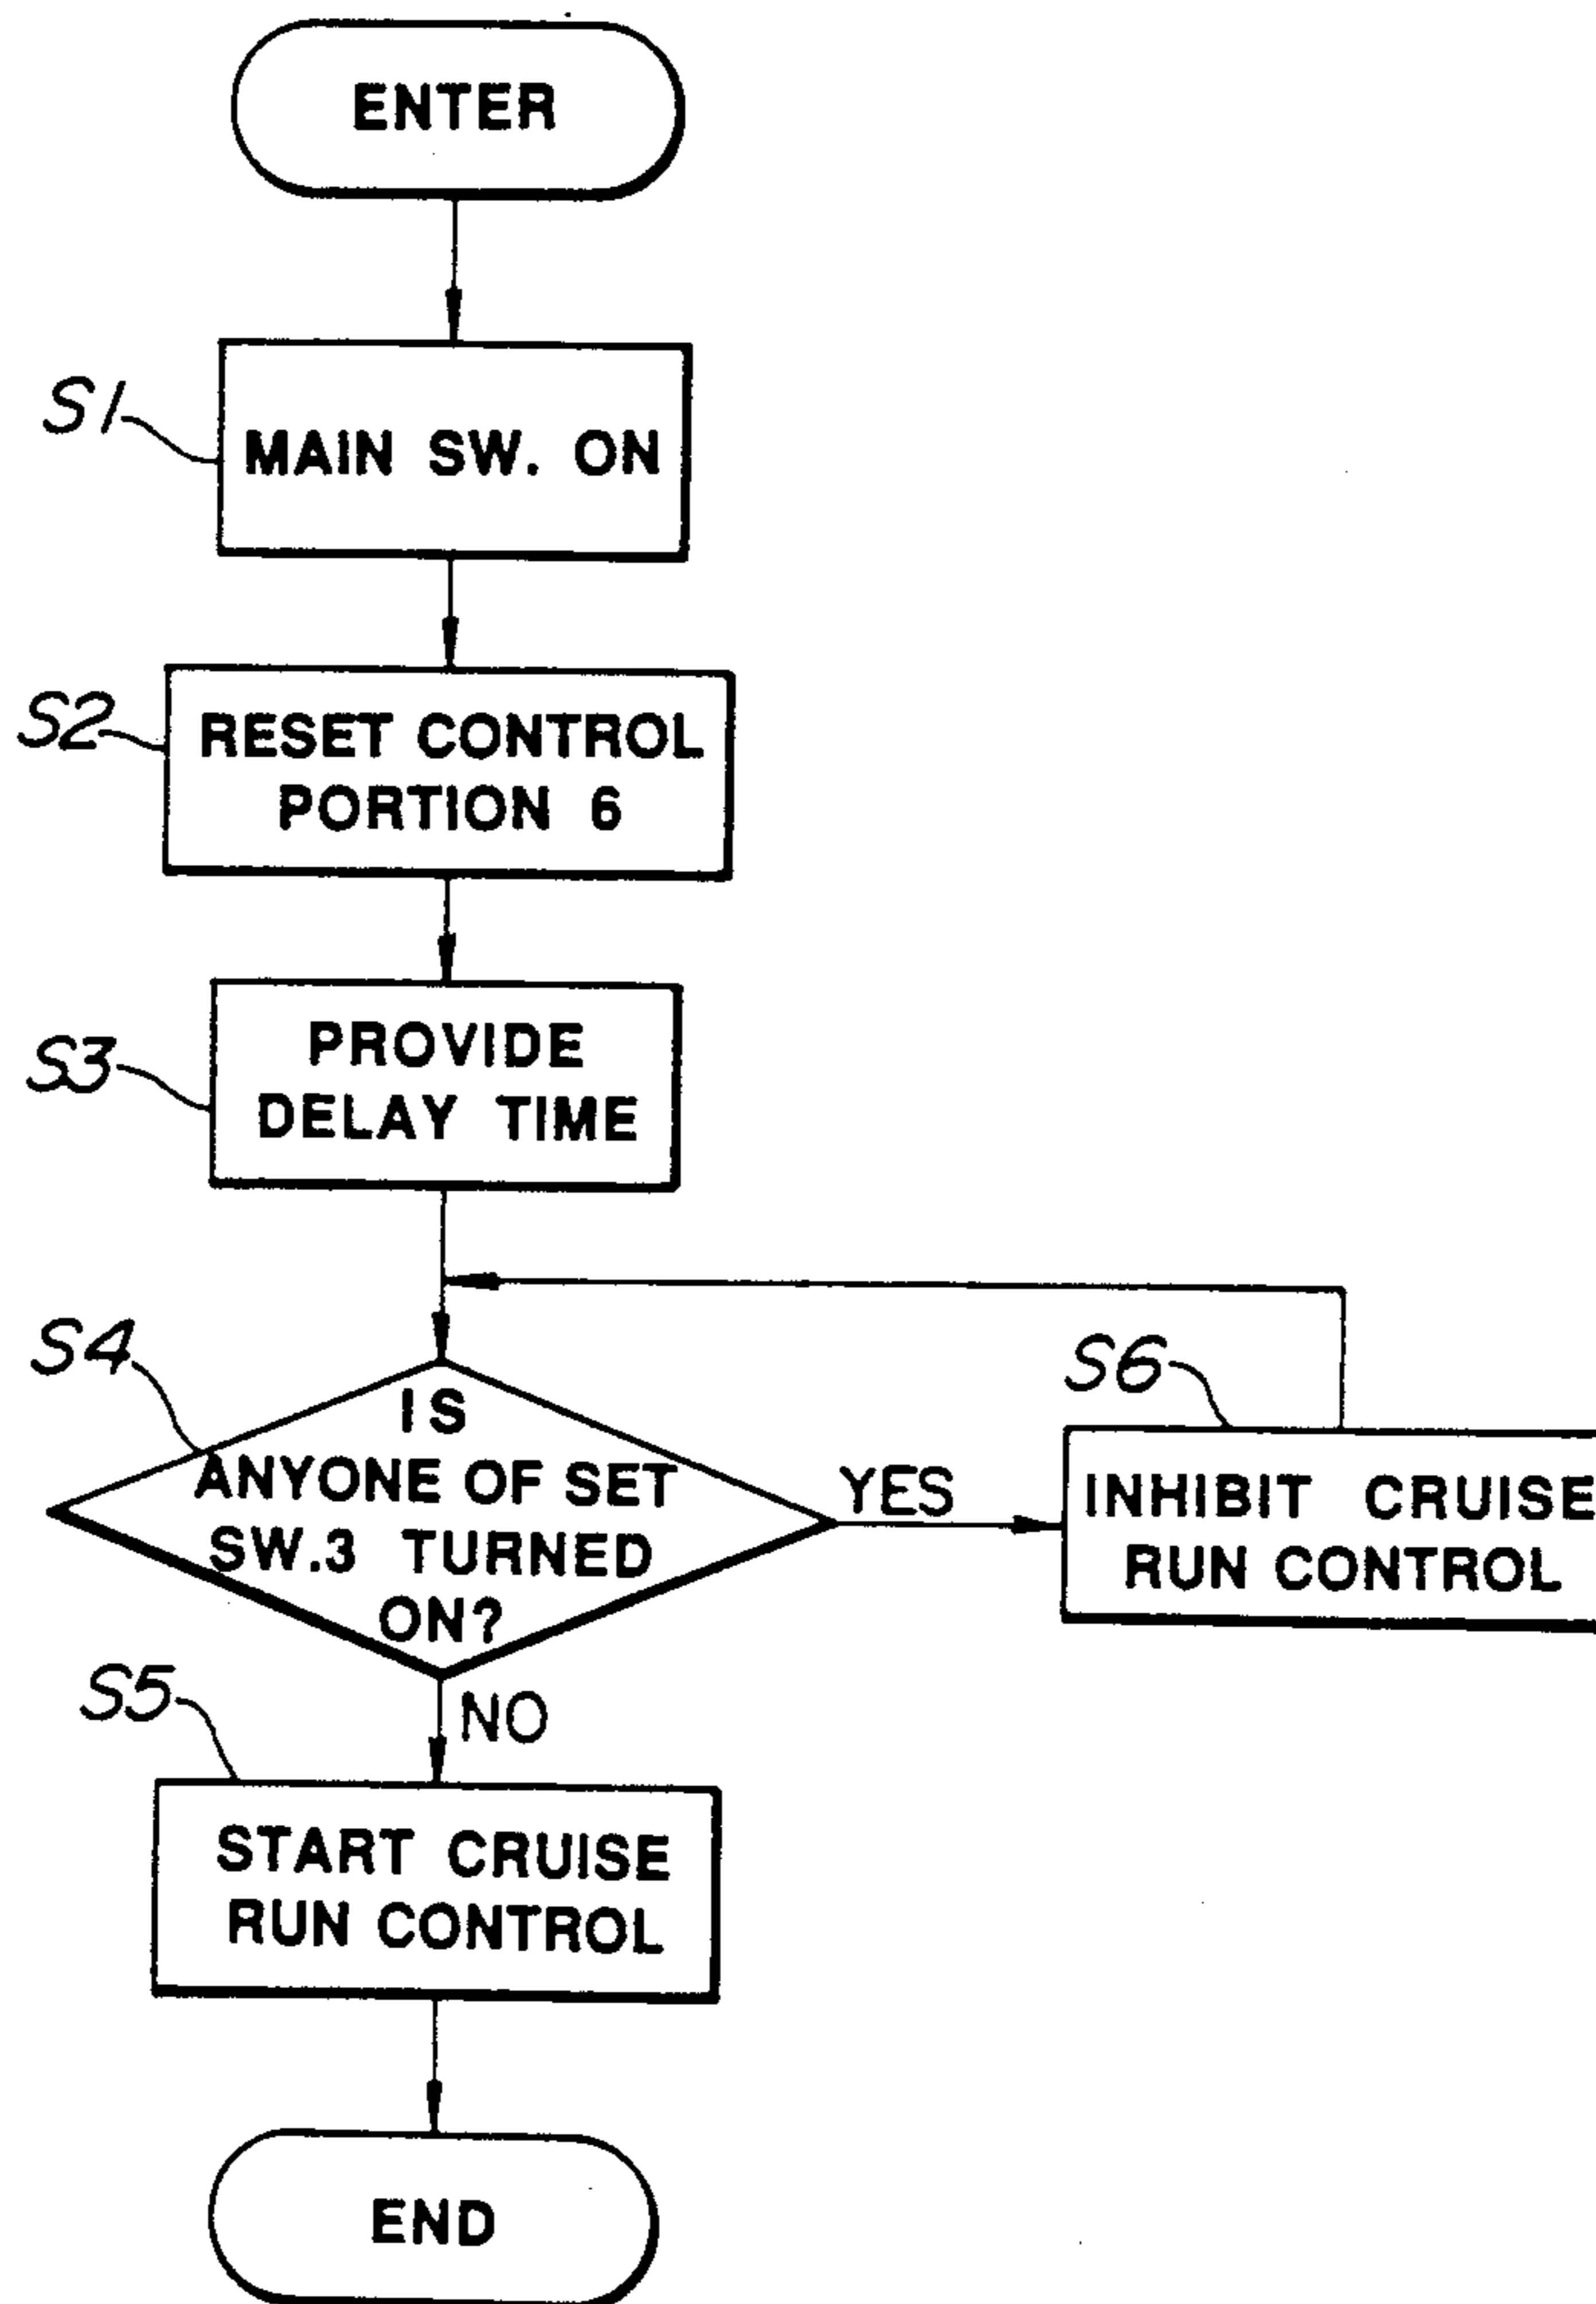 ENTER
S1
MAIN SW. ON
S2
RESET CONTROL
PORTION 6
S3
PROVIDE
DELAY TIME
S4
IS
ANYONE OF SET
SW.3 TURNED
ON?
YES
S6
INHIBIT CRUISE
RUN CONTROL
NO
S5
START CRUISE
RUN CONTROL
END